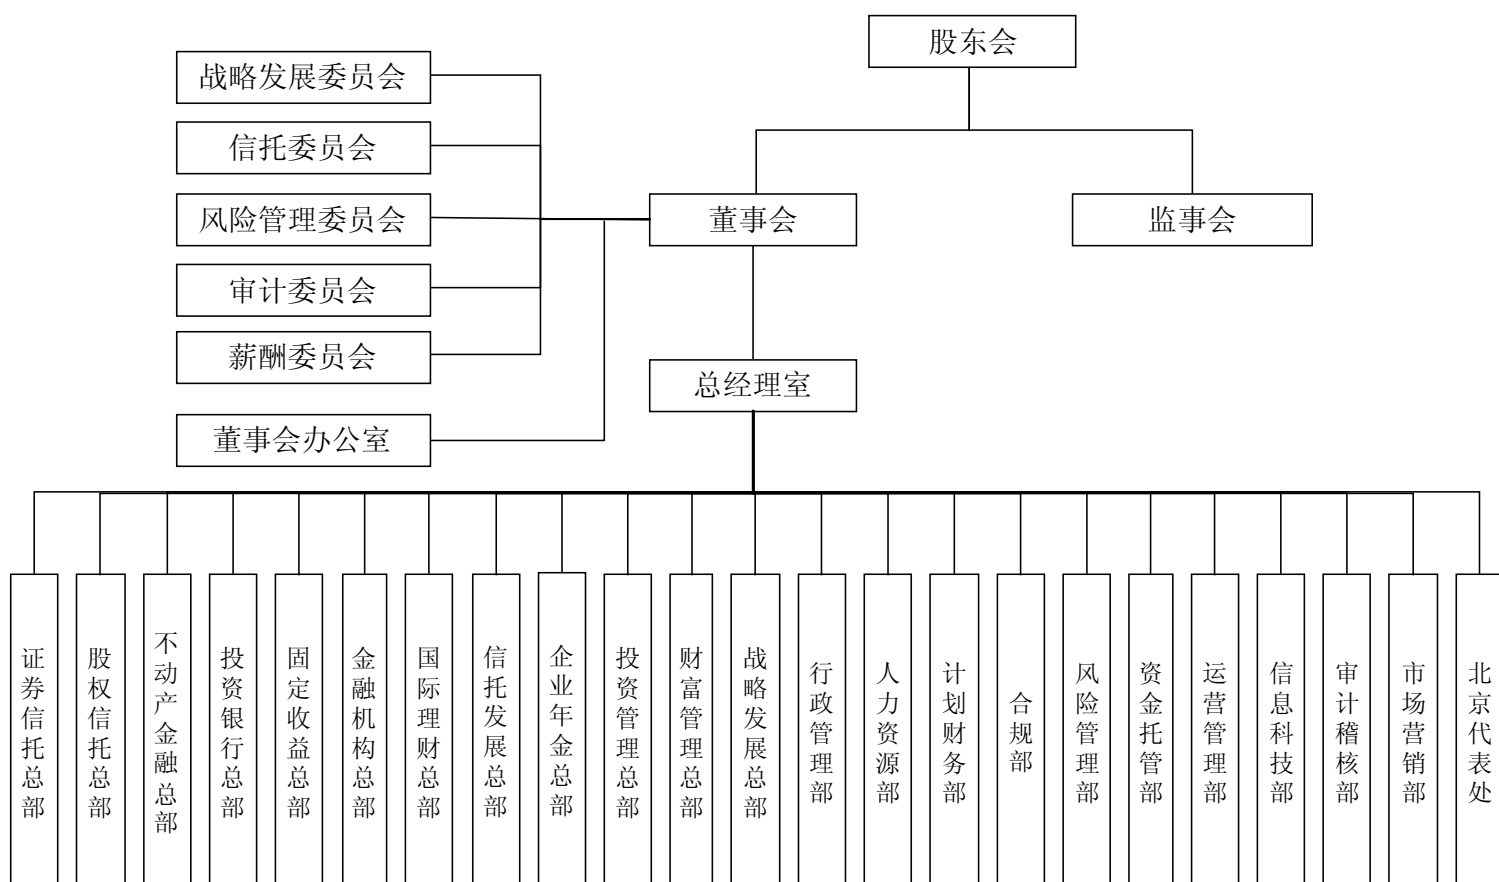 股东会
战略发展委员会
信托委员会
风险管理委员会
董事会
监事会
审计委员会
薪酬委员会
总经理室
董事会办公室
证券信托总部
股权信托总部
不动产金融总部
投资银行总部
固定收益总部
金融机构总部
国际理财总部
信托发展总部
企业年金总部
投资管理总部
财富管理总部
战略发展总部
行政管理部
人力资源部
计划财务部
合规部
风险管理部
资金托管部
运营管理部
信息科技部
审计稽核部
市场营销部
北京代表处